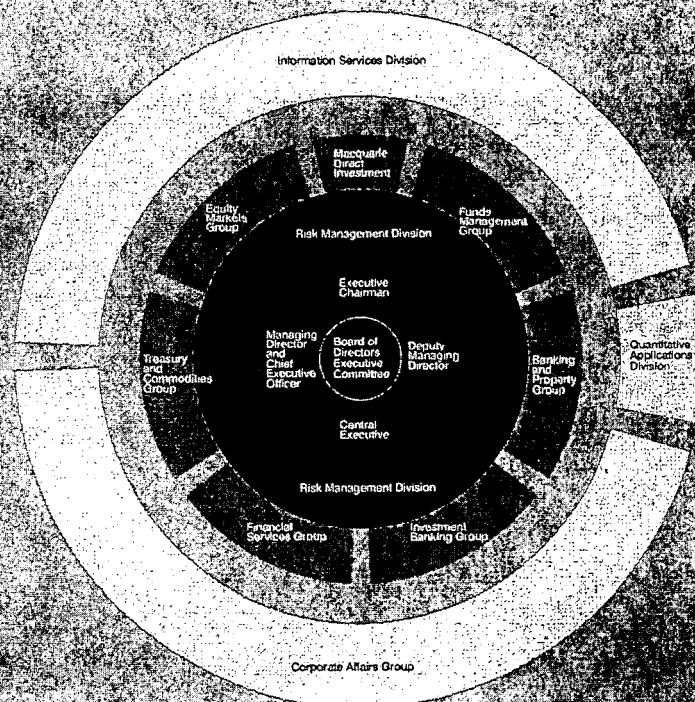 Information Services Division
Macquarie
Direct
Investment
Equity
Markets
Group
Funds
Management
Group
Risk Management Division
Executive
Chairman
Managing
Director
and
Chief
Executive
Officer
Board of
Directors
Executive
Committee
Deputy
Managing
Director
Treasury
and
Commodities
Group
Banking
and
Property
Group
Quantitative
Applications
Division
Central
Executive
Risk Management Division
Financial
Services Group
Investment
Banking Group
Corporate Affairs Group